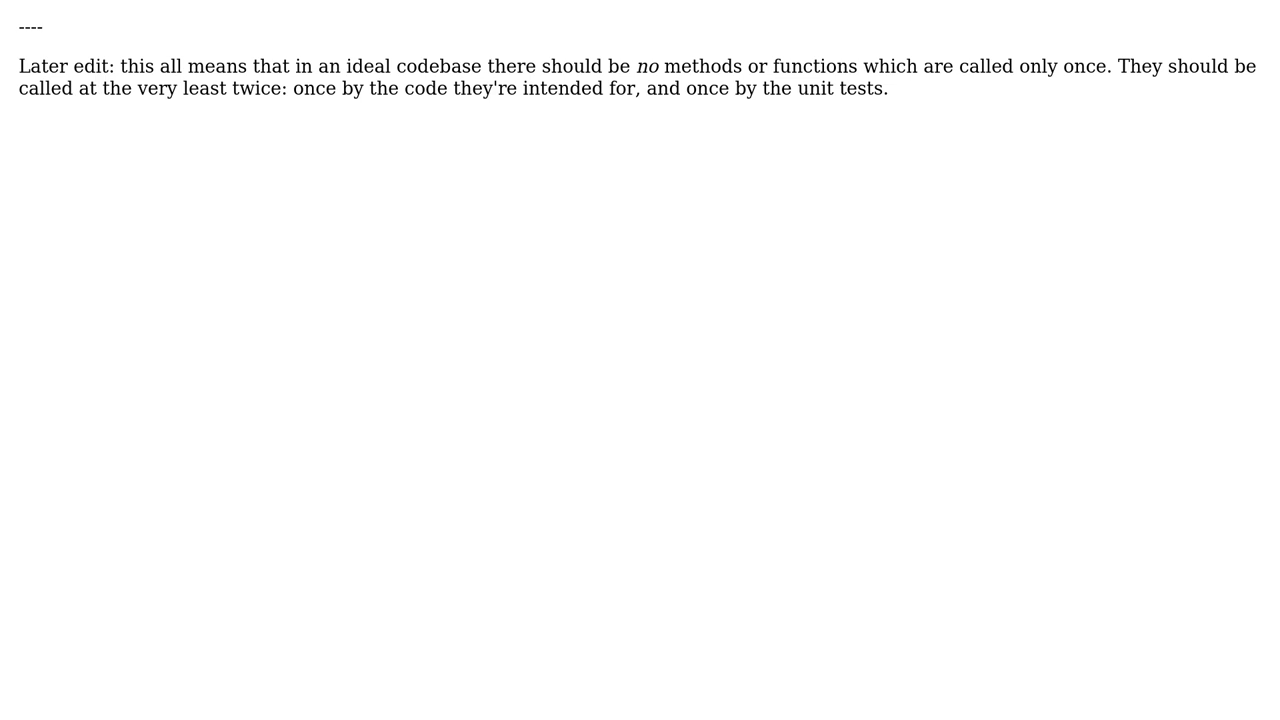 ----
Later edit: this all means that in an ideal codebase there should be no methods or functions which are called only once. They should be
called at the very least twice: once by the code they're intended for, and once by the unit tests.